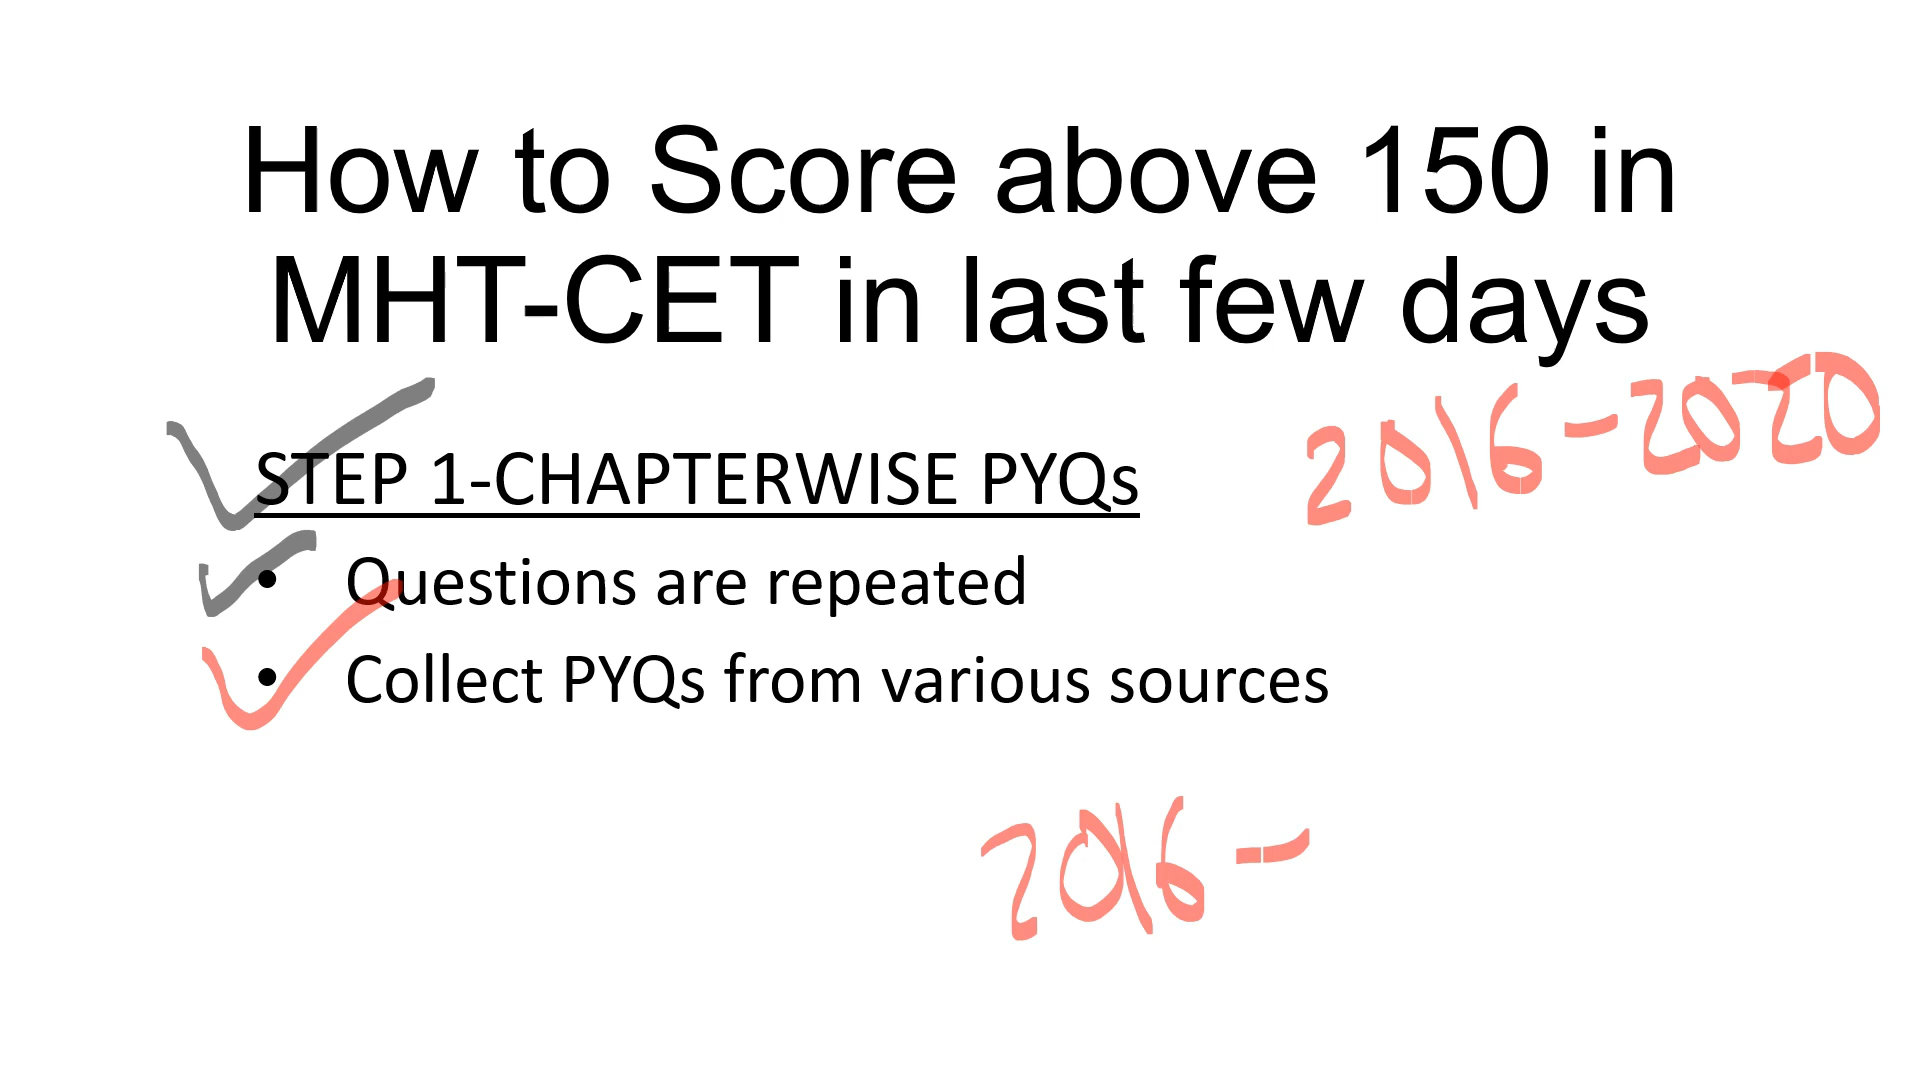 How to Score above 150 in
MHT-CET in last few days
2016-2020
STEP 1-CHAPTERWISE PYQs
• Questions are repeated
• Collect PYQs from various sources
2016-